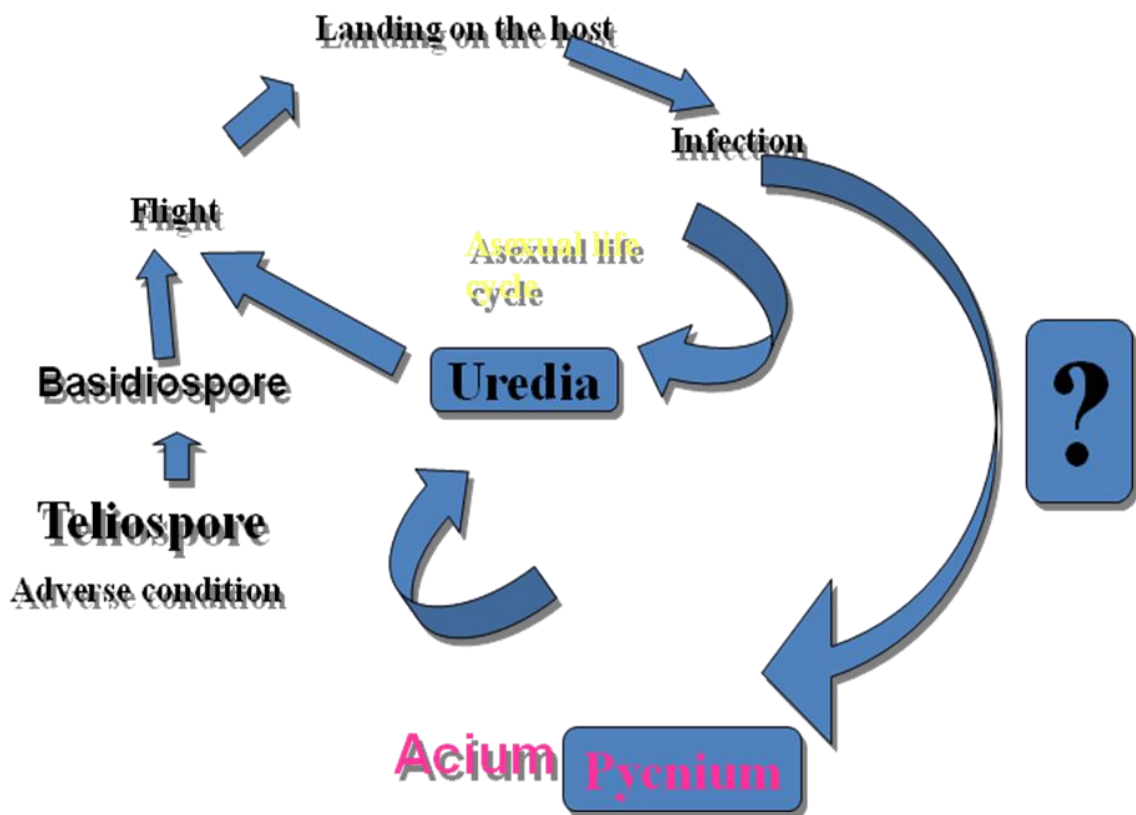 Landing on the host
Infection
Flight
Asexual life
cycle
Basidiospore
Uredia
?
Teliospore
Adverse condition
Acium
Pycnium